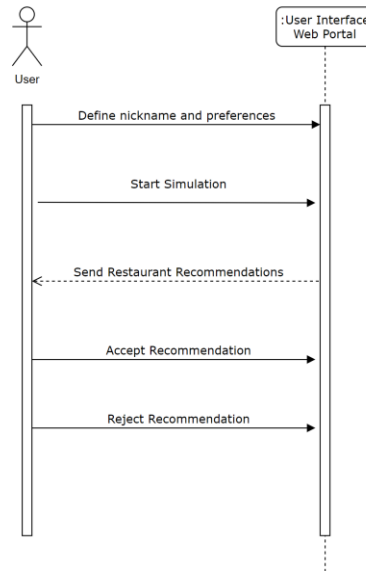 :User Interface
Web Portal
User
Define nickname and preferences
Start Simulation
Send Restaurant Recommendations
Accept Recommendation
Reject Recommendation